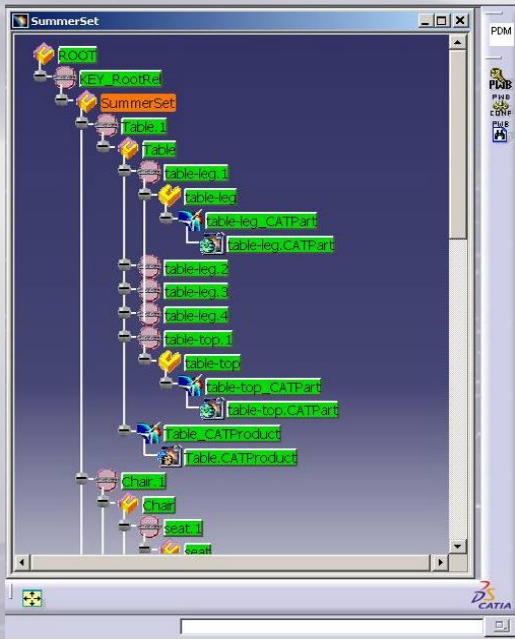 SummerSet
PDM
ROOT
KEY_RootRel
SummerSet
Table.1
Table
table-leg.1
table-leg
table-leg_CATPart
table-leg.CATPart
table-leg.2
table-leg.3
table-leg.4
table-top.1
table-top
table-top_CATPart
table-top.CATPart
Table_CATProduct
Table.CATProduct
Chair.1
Chair
seat.1
seat
PWB
PWB
CONF
PWB
CATIA